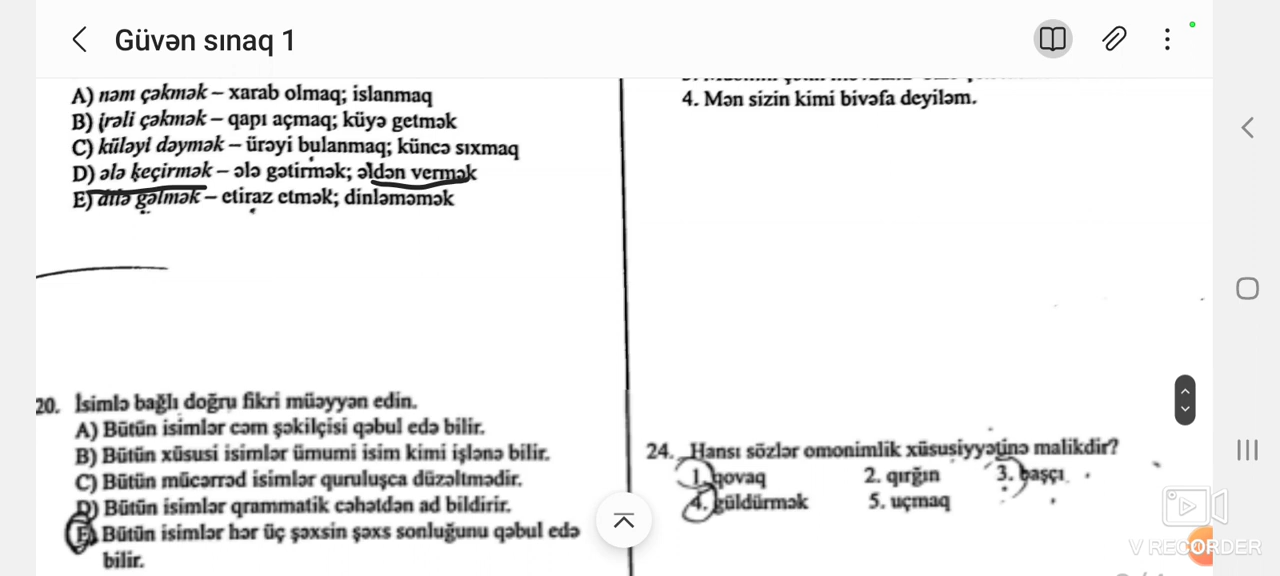 Güvən sınaq 1
A) nəm çəkmək – xarab olmaq; islanmaq
B) irəli çəkmək – qapı açmaq; küyə getmək
C) küləyi dəymək – ürəyi bulanmaq; küncə sıxmaq
D) ələ keçirmək – ələ gətirmək; əldən vermək
E) dilə gəlmək – etiraz etmək; dinləməmək
20. İsimlə bağlı doğru fikri müəyyən edin.
A) Bütün isimlər cəm şəkilçisi qəbul edə bilir.
B) Bütün xüsusi isimlər ümumi isim kimi işlənə bilir.
C) Bütün mücərrəd isimlər quruluşca düzəltmədir.
D) Bütün isimlər qrammatik cəhətdən ad bildirir.
E) Bütün isimlər hər üç şəxsin şəxs sonluğunu qəbul edə
bilir.
4. Mən sizin kimi bivəfa deyiləm.
24. Hansı sözlər omonimlik xüsusiyyətinə malikdir?
1. qovaq 2. qırğın 3. başçı
4. güldürmək 5. uçmaq
V RECORDER